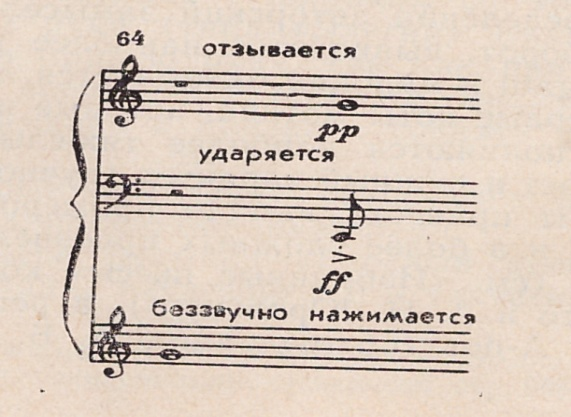 64
отзывается
pp
ударяется
ff
беззвучно нажимается